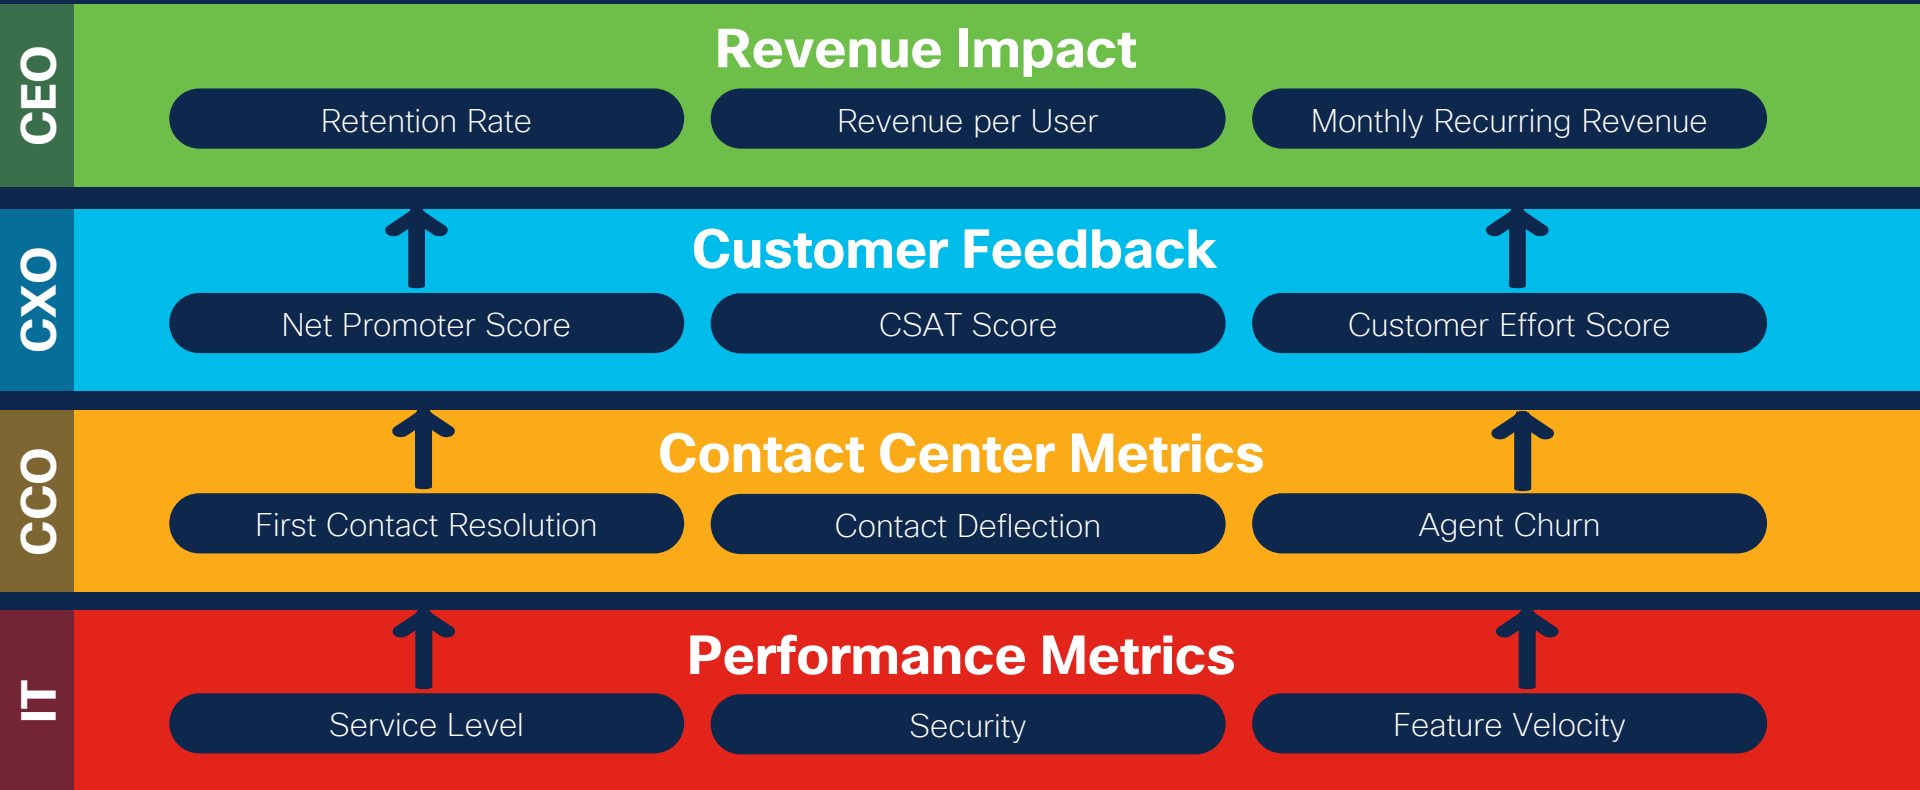 CEO
Revenue Impact
Retention Rate
Revenue per User
Monthly Recurring Revenue
CXO
Customer Feedback
Net Promoter Score
CSAT Score
Customer Effort Score
CCO
Contact Center Metrics
First Contact Resolution
Contact Deflection
Agent Churn
IT
Performance Metrics
Service Level
Security
Feature Velocity